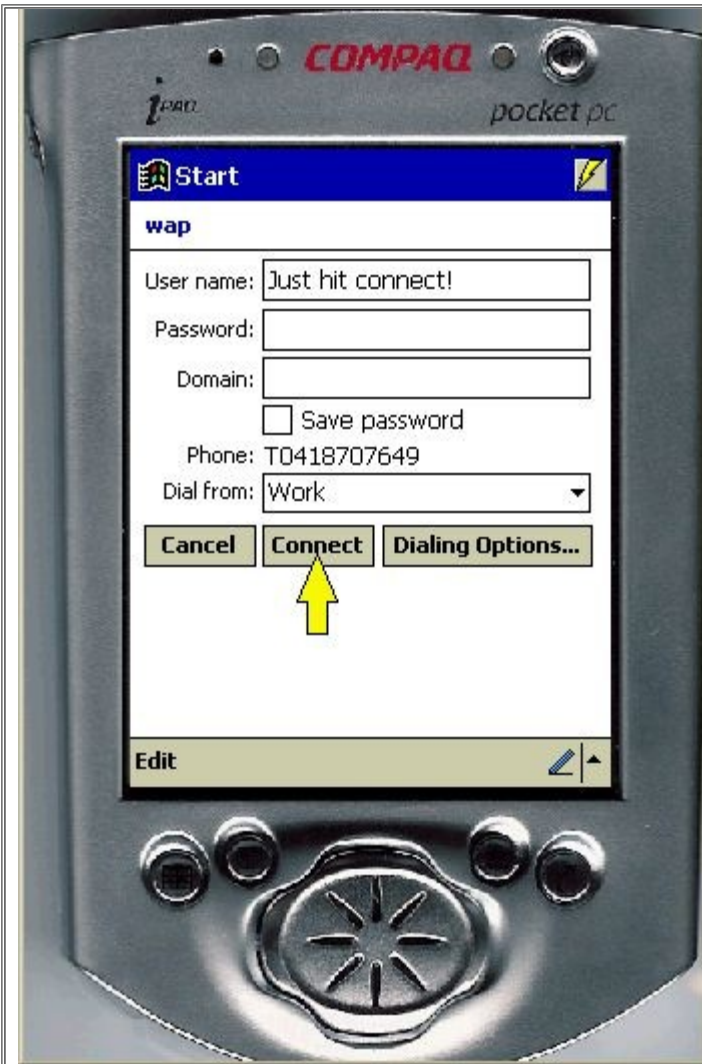 COMPAQ
iPAQ
pocket pc
Start
wap
User name: Just hit connect!
Password:
Domain:
Save password
Phone: T0418707649
Dial from: Work
Cancel Connect Dialing Options...
Edit